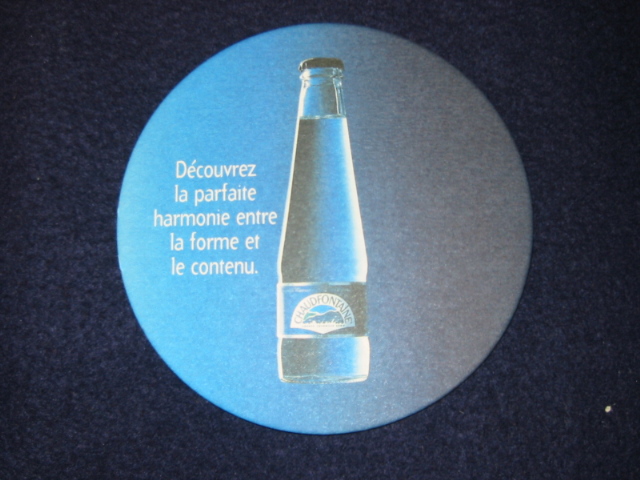 Découvrez
la parfaite
harmonie entre
la forme et
le contenu.
CHAUDFONTAINE